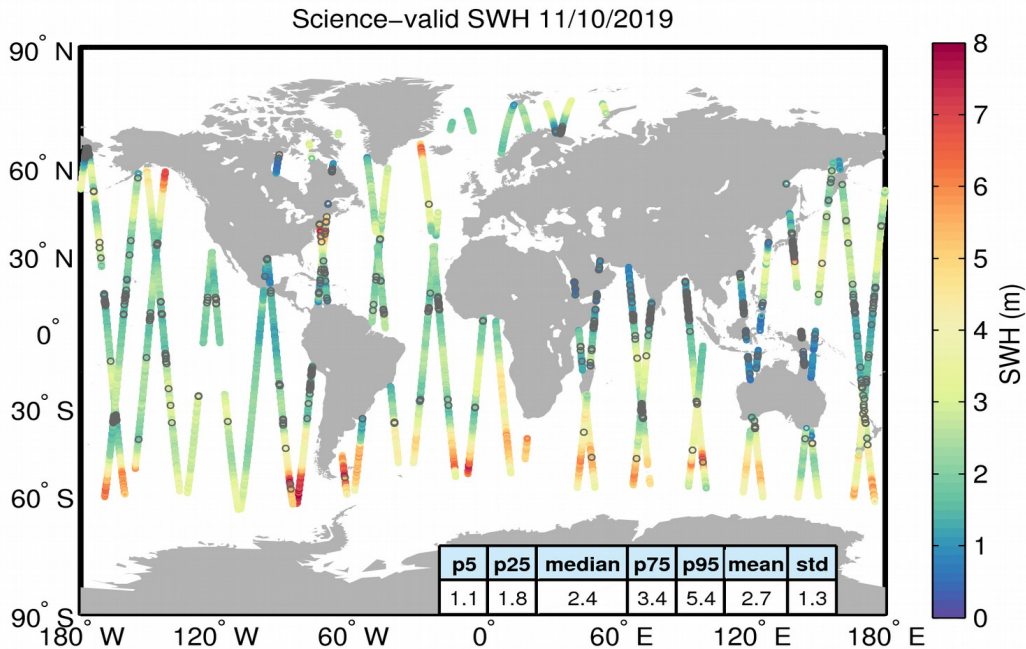 Science−valid SWH 11/10/2019
90° N
60° N
30° N
0°
30° S
60° S
90° S
180° W
120° W
60° W
0°
60° E
120° E
180° E
p5 p25 median p75 p95 mean std
1.1 1.8 2.4 3.4 5.4 2.7 1.3
8
7
6
5
4
3
2
1
0
SWH (m)